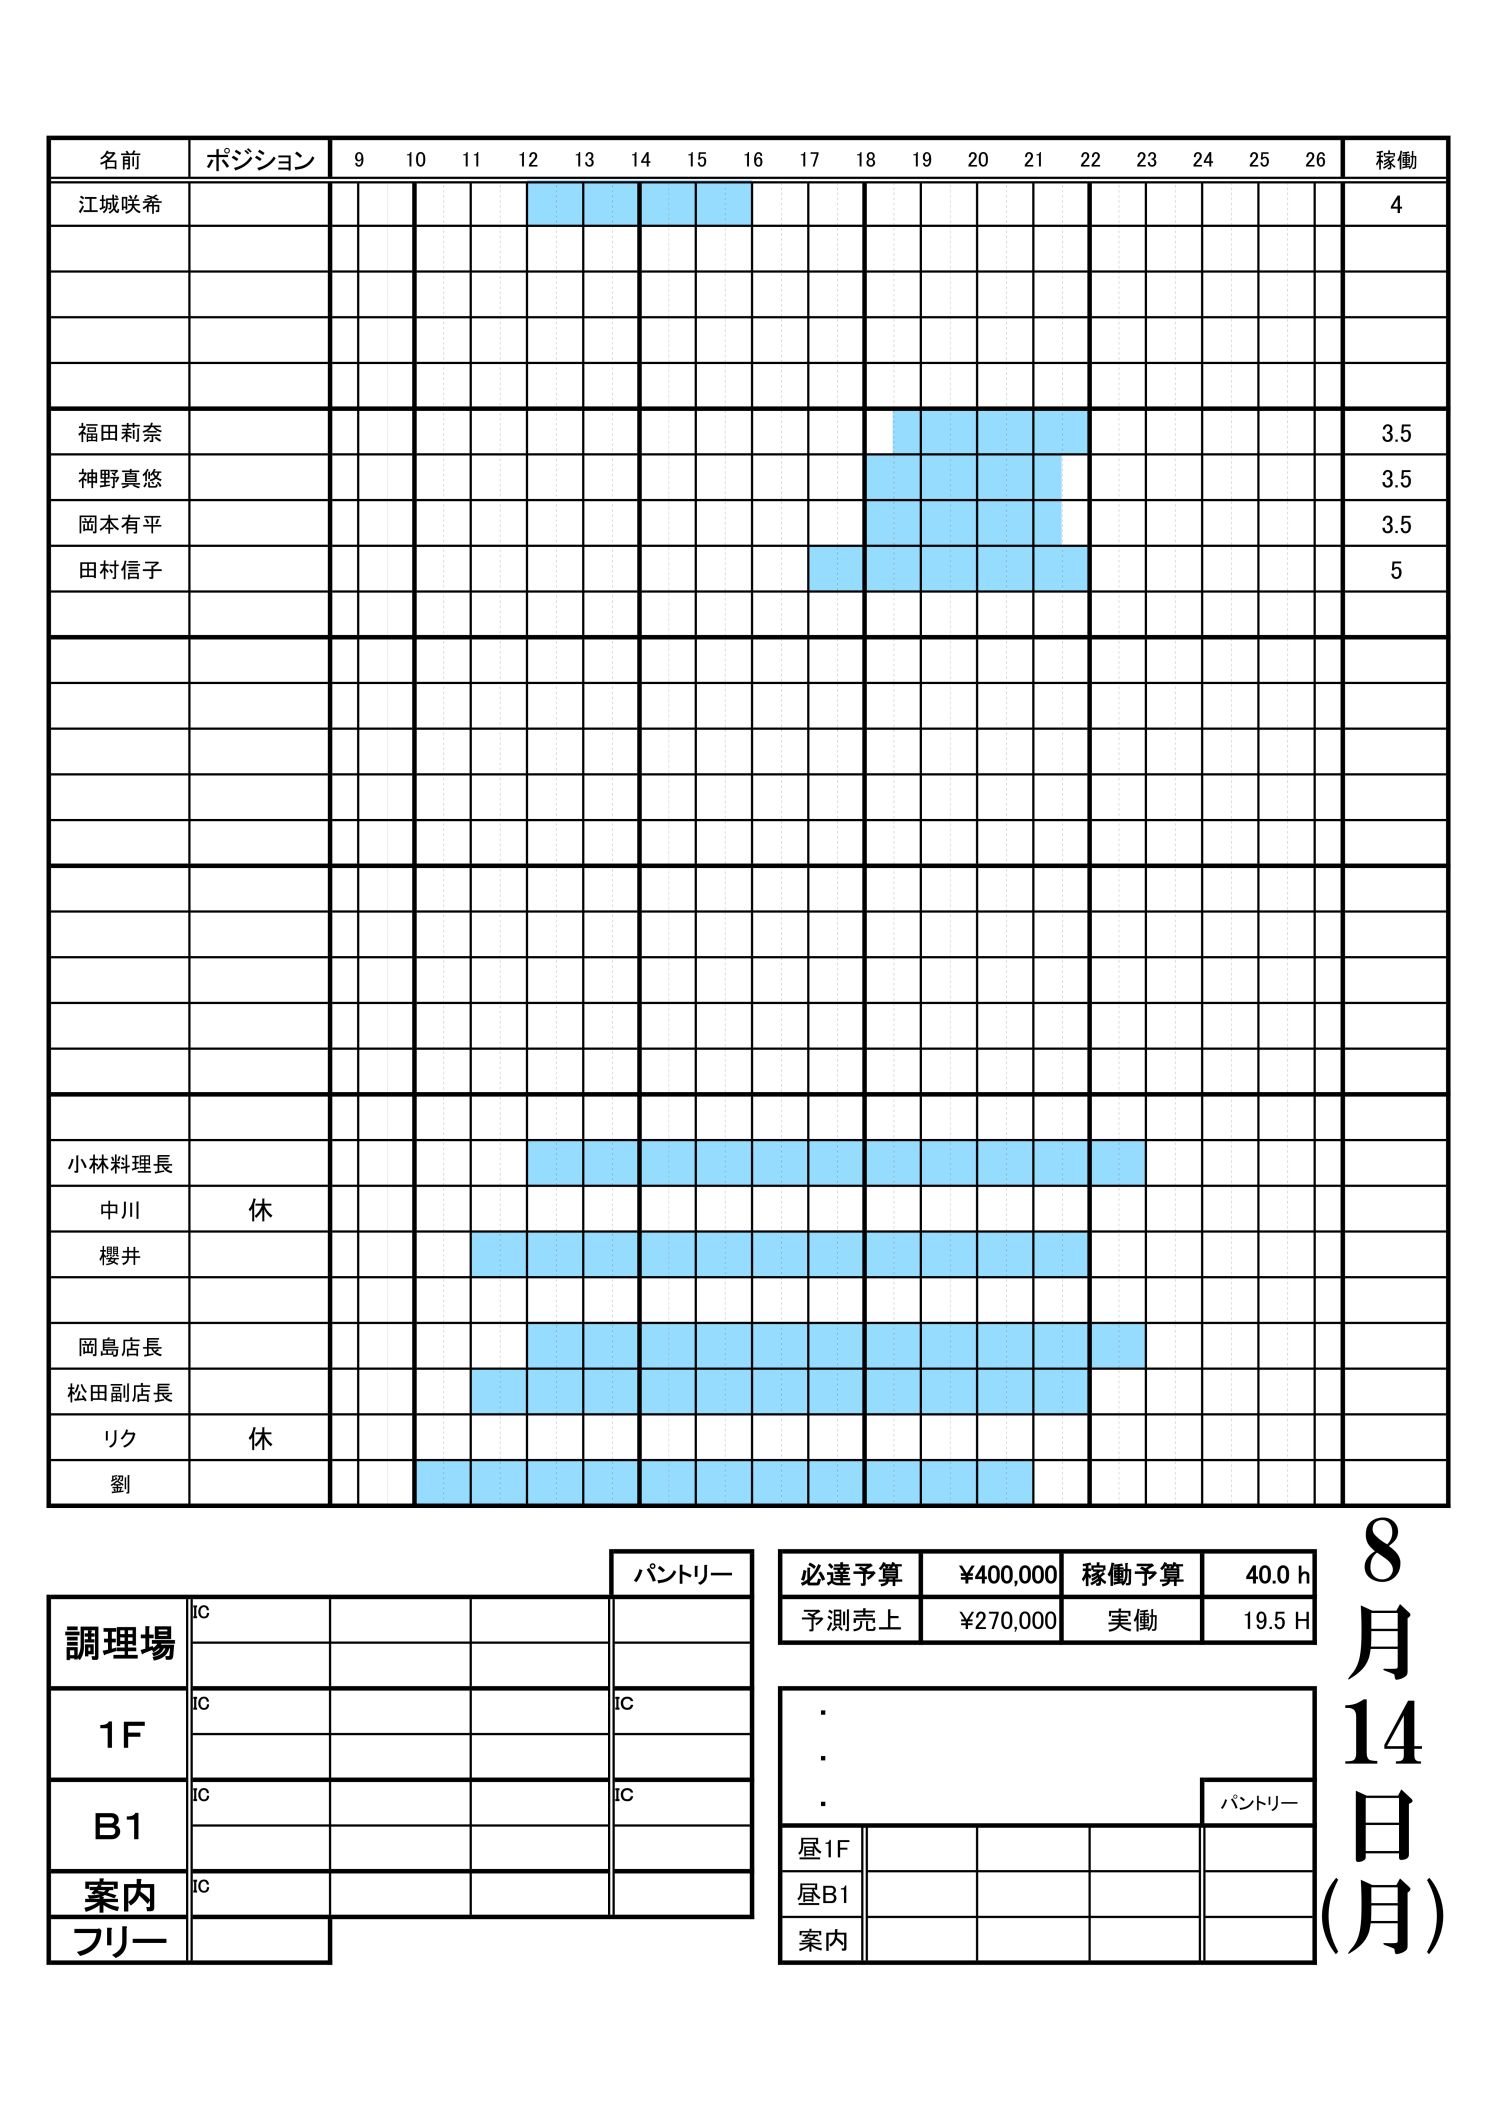 名前 ポジション 9 10 11 12 13 14 15 16 17 18 19 20 21 22 23 24 25 26 稼働
江城咲希 4
福田莉奈 3.5
神野真悠 3.5
岡本有平 3.5
田村信子 5
小林料理長
中川 休
櫻井
岡島店長
松田副店長
リク 休
劉
パントリー
調理場 IC
1F IC IC
B1 IC IC
案内 IC
フリー
必達予算 ¥400,000 稼働予算 40.0 h
予測売上 ¥270,000 実働 19.5 H
・
・
・ パントリー
昼1F
昼B1
案内
8
月
14
日
(月)